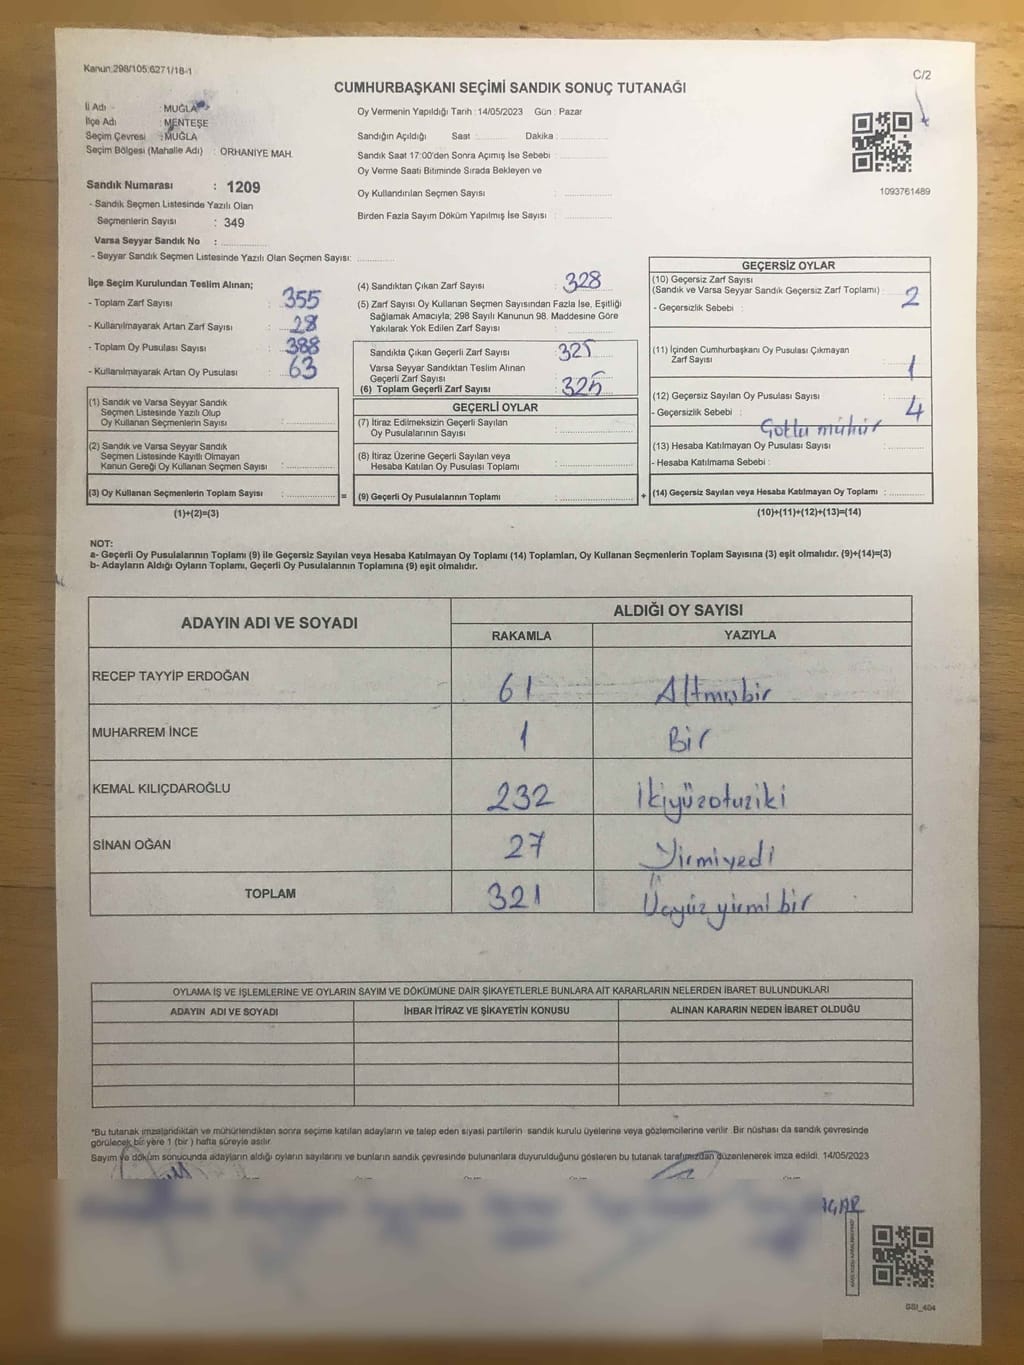 Kanun:298/105;6271/18-1
C/2
CUMHURBAŞKANI SEÇİMİ SANDIK SONUÇ TUTANAĞI
İl Adı : MUĞLA
İlçe Adı : MENTEŞE
Seçim Çevresi : MUĞLA
Seçim Bölgesi (Mahalle Adı) : ORHANİYE MAH.
Oy Vermenin Yapıldığı Tarih : 14/05/2023 Gün : Pazar
Sandığın Açıldığı Saat : Dakika :
Sandık Saat 17:00'den Sonra Açımış İse Sebebi :
Oy Verme Saati Bitiminde Sırada Bekleyen ve
Oy Kullandırılan Seçmen Sayısı :
Birden Fazla Sayım Döküm Yapılmış İse Sayısı :
1093761489
Sandık Numarası : 1209
- Sandık Seçmen Listesinde Yazılı Olan
Seçmenlerin Sayısı : 349
Varsa Seyyar Sandık No :
- Seyyar Sandık Seçmen Listesinde Yazılı Olan Seçmen Sayısı:
İlçe Seçim Kurulundan Teslim Alınan;
- Toplam Zarf Sayısı : 355
- Kullanılmayarak Artan Zarf Sayısı : 28
- Toplam Oy Pusulası Sayısı : 388
- Kullanılmayarak Artan Oy Pusulası : 63
(1) Sandık ve Varsa Seyyar Sandık
Seçmen Listesinde Yazılı Olup
Oy Kullanan Seçmenlerin Sayısı :
(2) Sandık ve Varsa Seyyar Sandık
Seçmen Listesinde Kayıtlı Olmayan
Kanun Gereği Oy Kullanan Seçmen Sayısı :
(3) Oy Kullanan Seçmenlerin Toplam Sayısı : =
(1)+(2)=(3)
(4) Sandıktan Çıkan Zarf Sayısı : 328
(5) Zarf Sayısı Oy Kullanan Seçmen Sayısından Fazla İse, Eşitliği
Sağlamak Amacıyla; 298 Sayılı Kanunun 98. Maddesine Göre
Yakılarak Yok Edilen Zarf Sayısı :
Sandıkta Çıkan Geçerli Zarf Sayısı : 325
Varsa Seyyar Sandıktan Teslim Alınan
Geçerli Zarf Sayısı :
(6) Toplam Geçerli Zarf Sayısı : 325
GEÇERLİ OYLAR
(7) İtiraz Edilmeksizin Geçerli Sayılan
Oy Pusulalarının Sayısı :
(8) İtiraz Üzerine Geçerli Sayılan veya
Hesaba Katılan Oy Pusulası Toplamı :
(9) Geçerli Oy Pusulalarının Toplamı : +
GEÇERSİZ OYLAR
(10) Geçersiz Zarf Sayısı
(Sandık ve Varsa Seyyar Sandık Geçersiz Zarf Toplamı) : 2
- Geçersizlik Sebebi :
(11) İçinden Cumhurbaşkanı Oy Pusulası Çıkmayan
Zarf Sayısı : 1
(12) Geçersiz Sayılan Oy Pusulası Sayısı : 4
- Geçersizlik Sebebi :
mühür
(13) Hesaba Katılmayan Oy Pusulası Sayısı :
- Hesaba Katılmama Sebebi :
(14) Geçersiz Sayılan veya Hesaba Katılmayan Oy Toplamı :
(10)+(11)+(12)+(13)=(14)
NOT:
a- Geçerli Oy Pusulalarının Toplamı (9) ile Geçersiz Sayılan veya Hesaba Katılmayan Oy Toplamı (14) Toplamları, Oy Kullanan Seçmenlerin Toplam Sayısına (3) eşit olmalıdır. (9)+(14)=(3)
b- Adayların Aldığı Oyların Toplamı, Geçerli Oy Pusulalarının Toplamına (9) eşit olmalıdır.
ADAYIN ADI VE SOYADI
ALDIĞI OY SAYISI
RAKAMLA YAZIYLA
RECEP TAYYİP ERDOĞAN 61 Altmışbir
MUHARREM İNCE 1 Bir
KEMAL KILIÇDAROĞLU 232 İkiyüzotuziki
SİNAN OĞAN 27 Yirmiyedi
TOPLAM 321 Üçyüz yirmi bir
OYLAMA İŞ VE İŞLEMLERİNE VE OYLARIN SAYIM VE DÖKÜMÜNE DAİR ŞİKAYETLERLE BUNLARA AİT KARARLARIN NELERDEN İBARET BULUNDUKLARI
ADAYIN ADI VE SOYADI İHBAR İTİRAZ VE ŞİKAYETİN KONUSU ALINAN KARARIN NEDEN İBARET OLDUĞU
*Bu tutanak imzalandıktan ve mühürlendikten sonra seçime katılan adayların ve talep eden siyasi partilerin sandık kurulu üyelerine veya gözlemcilerine verilir. Bir nüshası da sandık çevresinde
görülecek bir yere 1 (bir) hafta süreyle asılır.
Sayım ve döküm sonucunda adayların aldığı oyların sayılarını ve bunların sandık çevresinde bulunanlara duyurulduğunu gösteren bu tutanak tarafımızdan düzenlenerek imza edildi. 14/05/2023